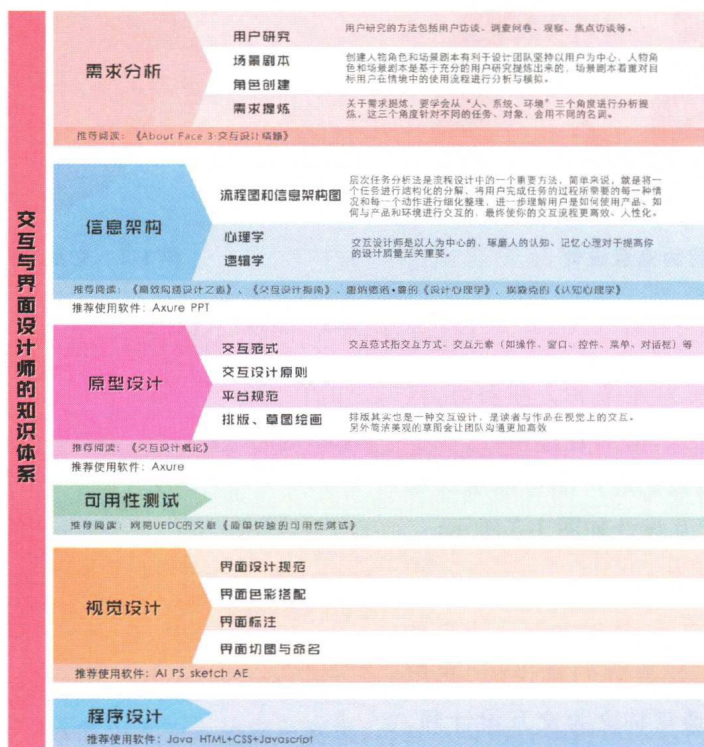 交互与界面设计师的知识体系
需求分析
用户研究
用户研究的方法包括用户访谈、调查问卷、观察、焦点访谈等。
场景剧本
角色创建
创建人物角色和场景剧本有利于设计团队坚持以用户为中心，人物角
色和场景剧本是基于充分的用户研究提炼出来的，场景剧本着重对目
标用户在情境中的使用流程进行分析与模拟。
需求提炼
关于需求提炼，要学会从“人、系统、环境”三个角度进行分析提
炼。这三个角度针对不同的任务、对象，会用不同的名词。
推荐阅读：《About Face 3·交互设计精髓》
信息架构
流程图和信息架构图
层次任务分析法是流程设计中的一个重要方法，简单来说，就是将一
个任务进行结构化的分解，将用户完成任务的过程所需要的每一种情
况和每一个动作进行细化整理，进一步理解用户是如何使用产品、如
何与产品和环境进行交互的，最终使你的交互流程更高效、人性化。
心理学
逻辑学
交互设计师是以人为中心的，琢磨人的认知、记忆心理对于提高你
的设计质量至关重要。
推荐阅读：《高效沟通设计之道》、《交互设计指南》、唐纳德诺·曼的《设计心理学》、埃森克的《认知心理学》
推荐使用软件：Axure PPT
原型设计
交互范式
交互范式指交互方式、交互元素（如操作、窗口、控件、菜单、对话框）等
交互设计原则
平台规范
排版、草图绘画
排版其实也是一种交互设计，是读者与作品在视觉上的交互。
另外简洁美观的草图会让团队沟通更加高效
推荐阅读：《交互设计概论》
推荐使用软件：Axure
可用性测试
推荐阅读：网易UEDC的文章《简单快速的可用性测试》
视觉设计
界面设计规范
界面色彩搭配
界面标注
界面切图与命名
推荐使用软件：AI PS sketch AE
程序设计
推荐使用软件：Java HTML+CSS+Javascript